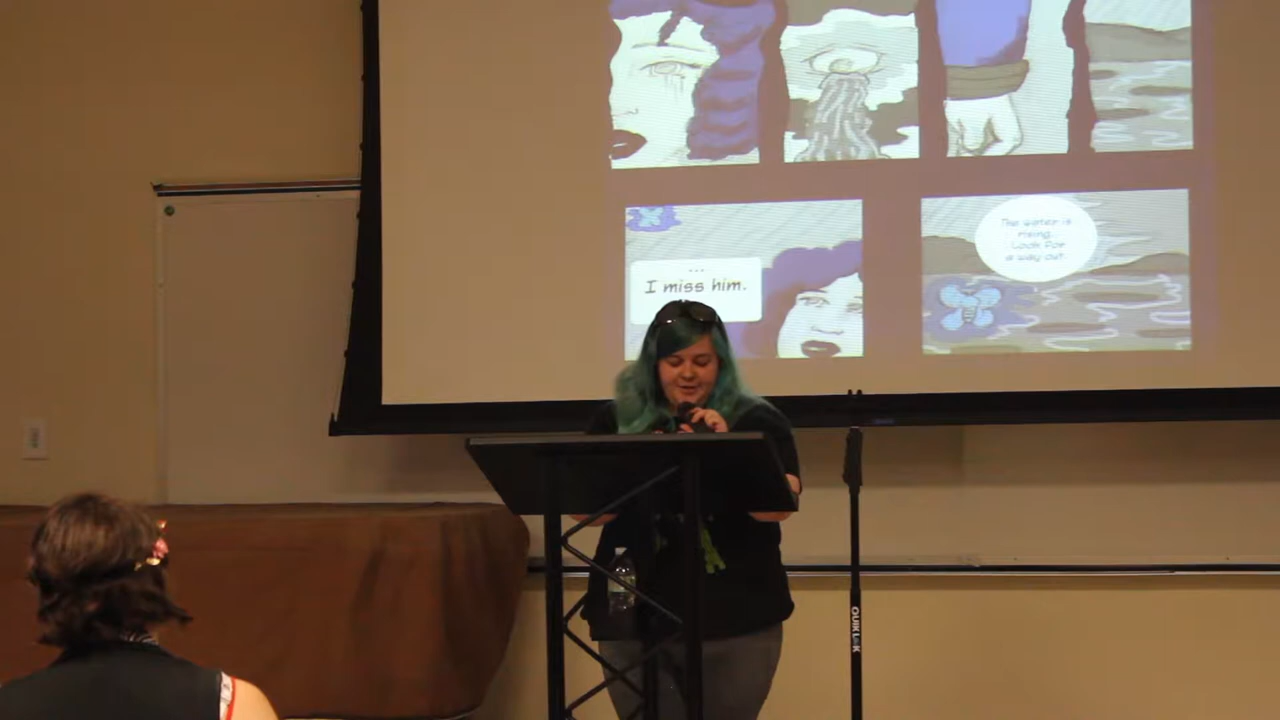 ...
I miss him.
The water is
rising...
Look for
a way out.
QUIKLOK